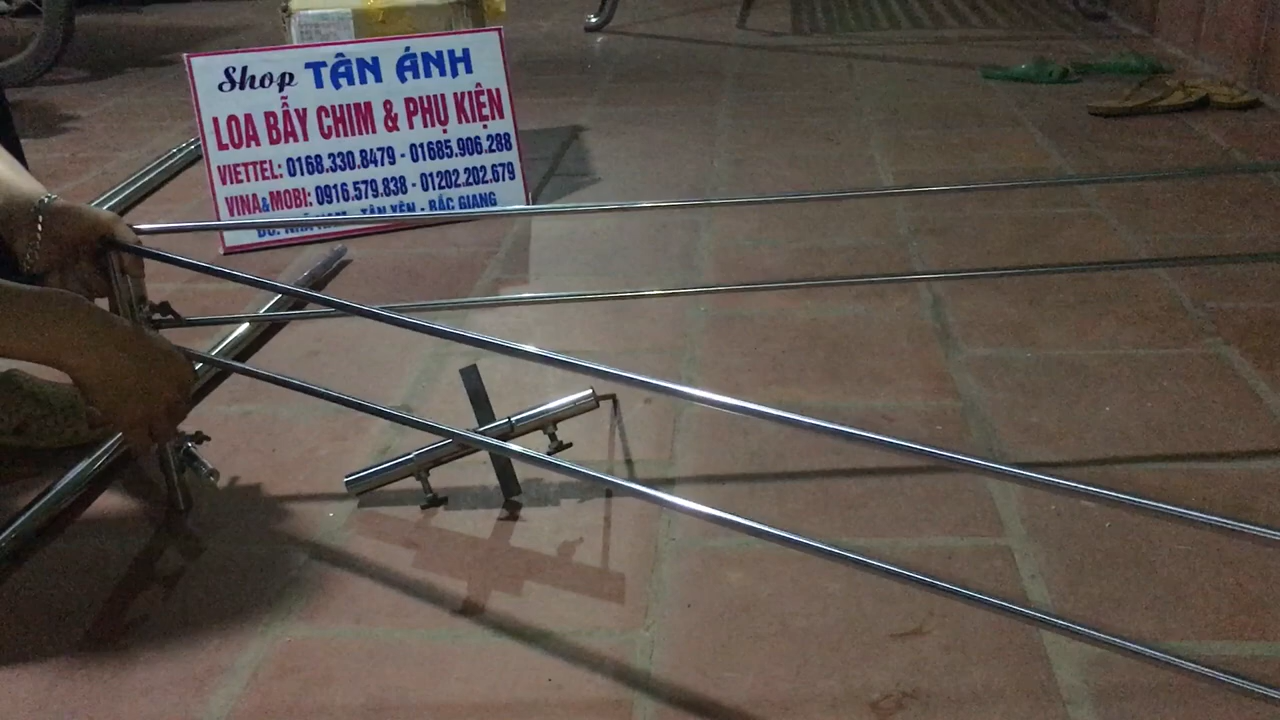 Shop TÂN ÁNH
LOA BẪY CHIM & PHỤ KIỆN
VIETTEL: 0168.330.8479 - 01685.906.288
VINA&MOBI: 0916.579.838 - 01202.202.679
NAM - TÂN YÊN - BẮC GIANG